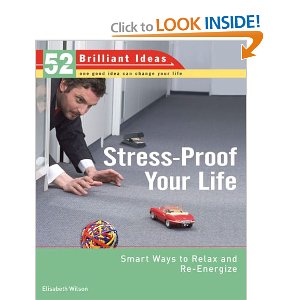 Click to LOOK INSIDE!
52
Brilliant Ideas
one good idea can change your life
Stress-Proof
Your Life
Smart Ways to Relax and
Re-Energize
Elisabeth Wilson